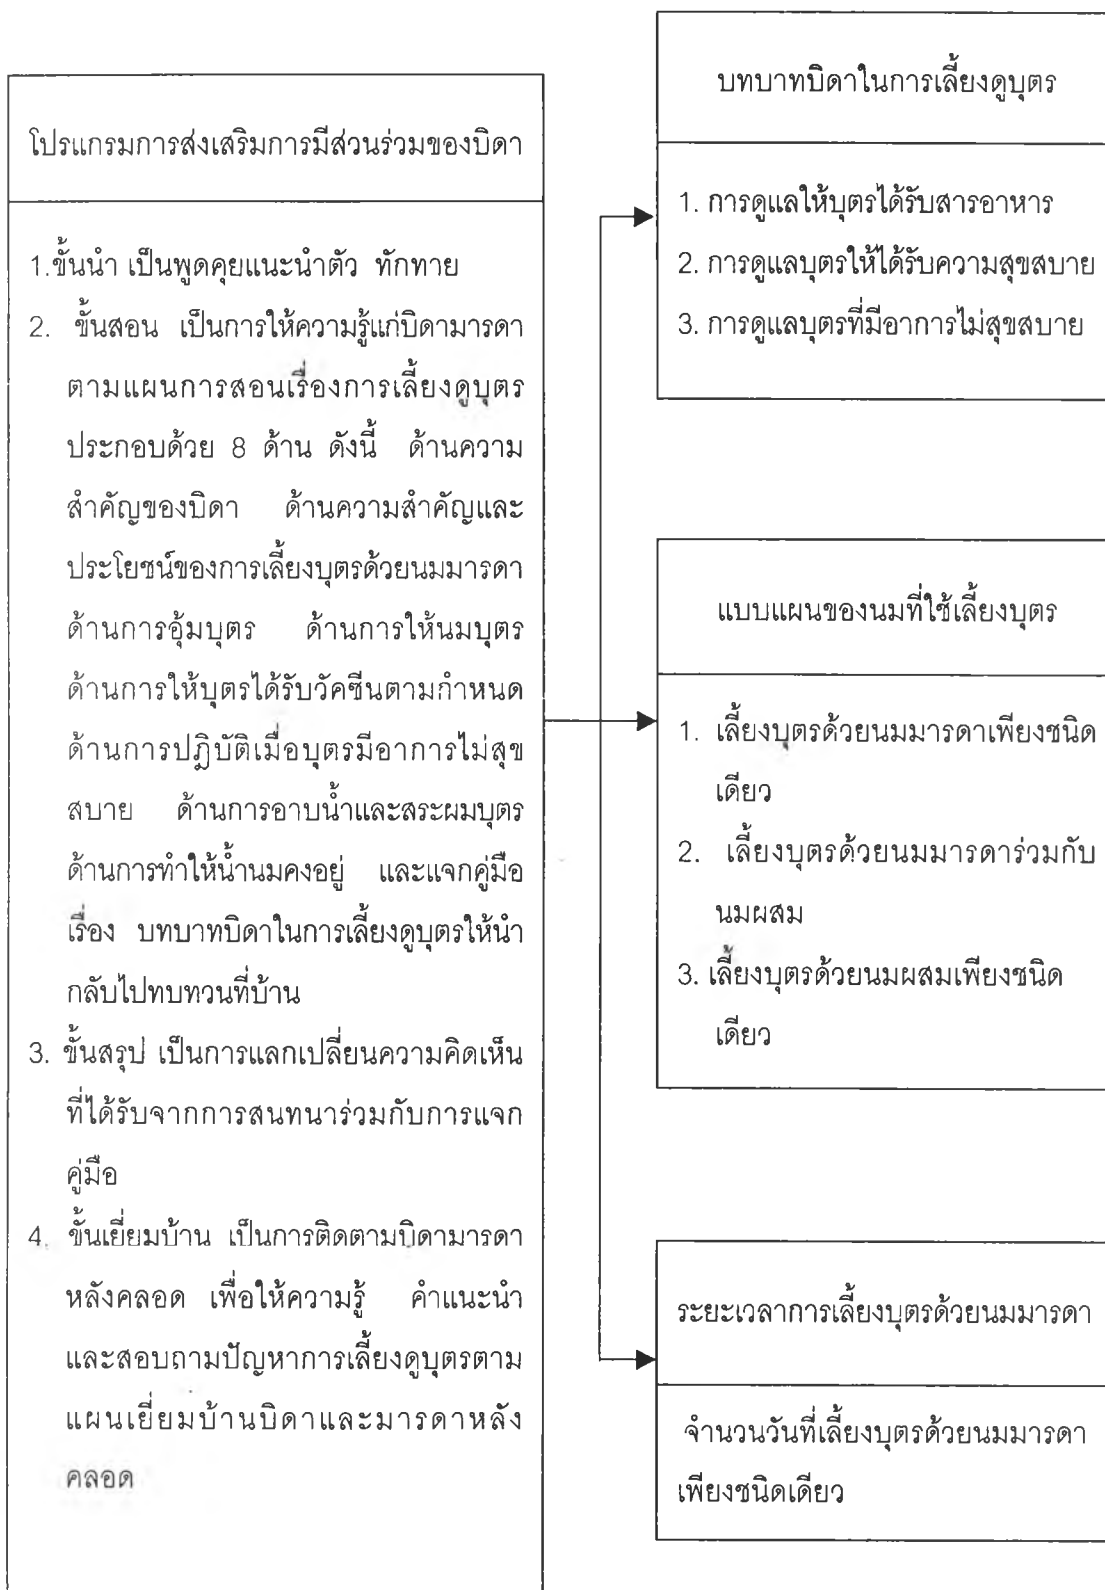 โปรแกรมการส่งเสริมการมีส่วนร่วมของบิดา
1.ขั้นนำ เป็นพูดคุยแนะนำตัว ทักทาย
2. ขั้นสอน เป็นการให้ความรู้แก่บิดามารดา
ตามแผนการสอนเรื่องการเลี้ยงดูบุตร
ประกอบด้วย 8 ด้าน ดังนี้ ด้านความ
สำคัญของบิดา ด้านความสำคัญและ
ประโยชน์ของการเลี้ยงบุตรด้วยนมมารดา
ด้านการอุ้มบุตร ด้านการให้นมบุตร
ด้านการให้บุตรได้รับวัคซีนตามกำหนด
ด้านการปฏิบัติเมื่อบุตรมีอาการไม่สุข
สบาย ด้านการอาบน้ำและสระผมบุตร
ด้านการทำให้น้ำนมคงอยู่ และแจกคู่มือ
เรื่อง บทบาทบิดาในการเลี้ยงดูบุตรให้นำ
กลับไปทบทวนที่บ้าน
3. ขั้นสรุป เป็นการแลกเปลี่ยนความคิดเห็น
ที่ได้รับจากการสนทนาร่วมกับการแจก
คู่มือ
4. ขั้นเยี่ยมบ้าน เป็นการติดตามบิดามารดา
หลังคลอด เพื่อให้ความรู้ คำแนะนำ
และสอบถามปัญหาการเลี้ยงดูบุตรตาม
แผนเยี่ยมบ้านบิดาและมารดาหลัง
คลอด
บทบาทบิดาในการเลี้ยงดูบุตร
1. การดูแลให้บุตรได้รับสารอาหาร
2. การดูแลบุตรให้ได้รับความสุขสบาย
3. การดูแลบุตรที่มีอาการไม่สุขสบาย
แบบแผนของนมที่ใช้เลี้ยงบุตร
1. เลี้ยงบุตรด้วยนมมารดาเพียงชนิด
เดียว
2. เลี้ยงบุตรด้วยนมมารดาร่วมกับ
นมผสม
3. เลี้ยงบุตรด้วยนมผสมเพียงชนิด
เดียว
ระยะเวลาการเลี้ยงบุตรด้วยนมมารดา
จำนวนวันที่เลี้ยงบุตรด้วยนมมารดา
เพียงชนิดเดียว